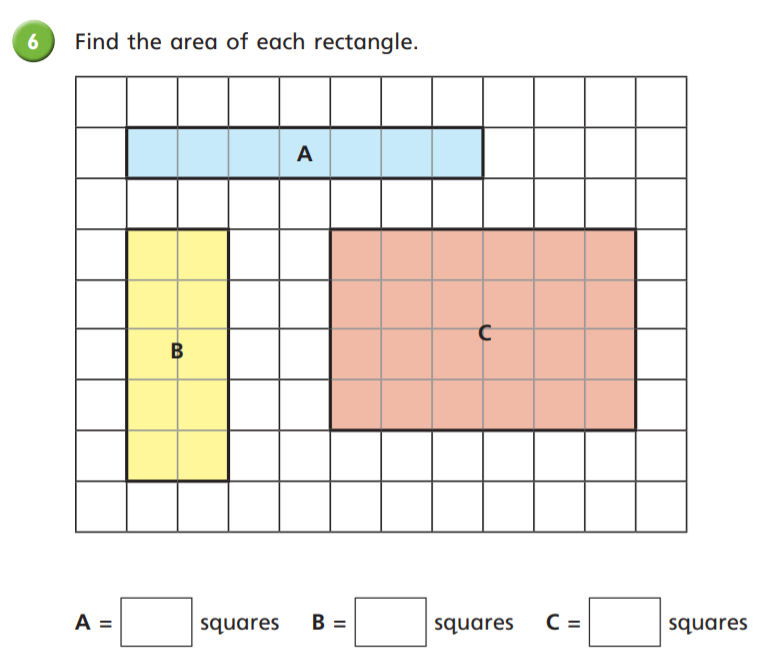 6 Find the area of each rectangle.
A
B
C
A = squares B = squares C = squares